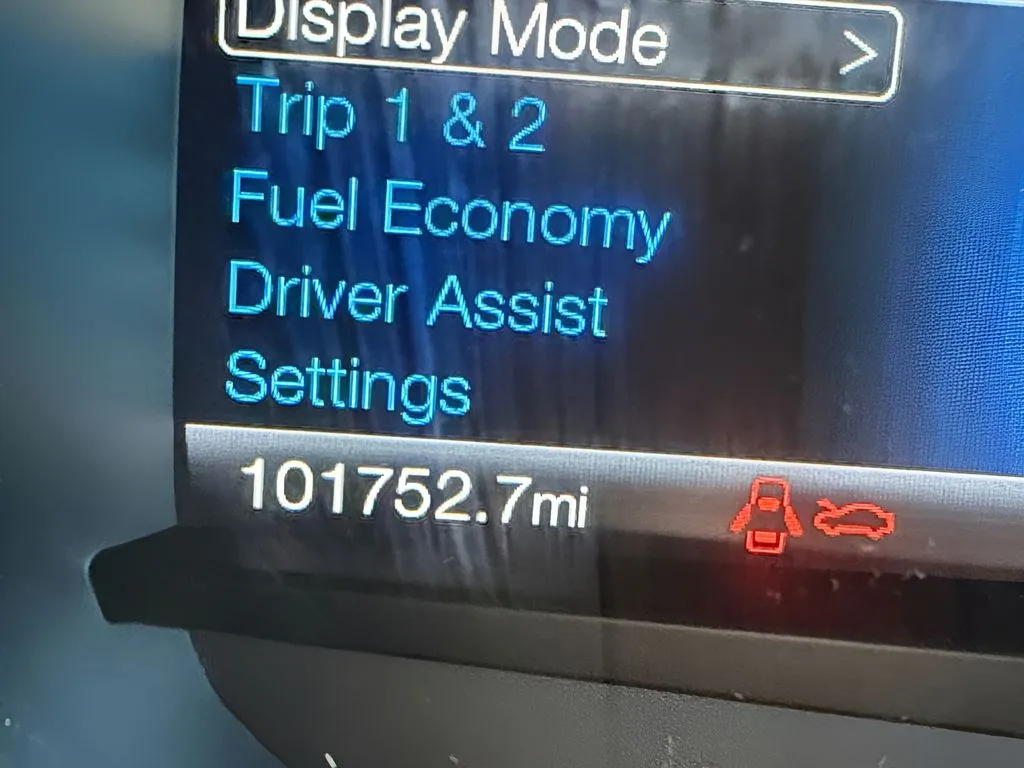 Display Mode >
Trip 1 & 2
Fuel Economy
Driver Assist
Settings
101752.7mi